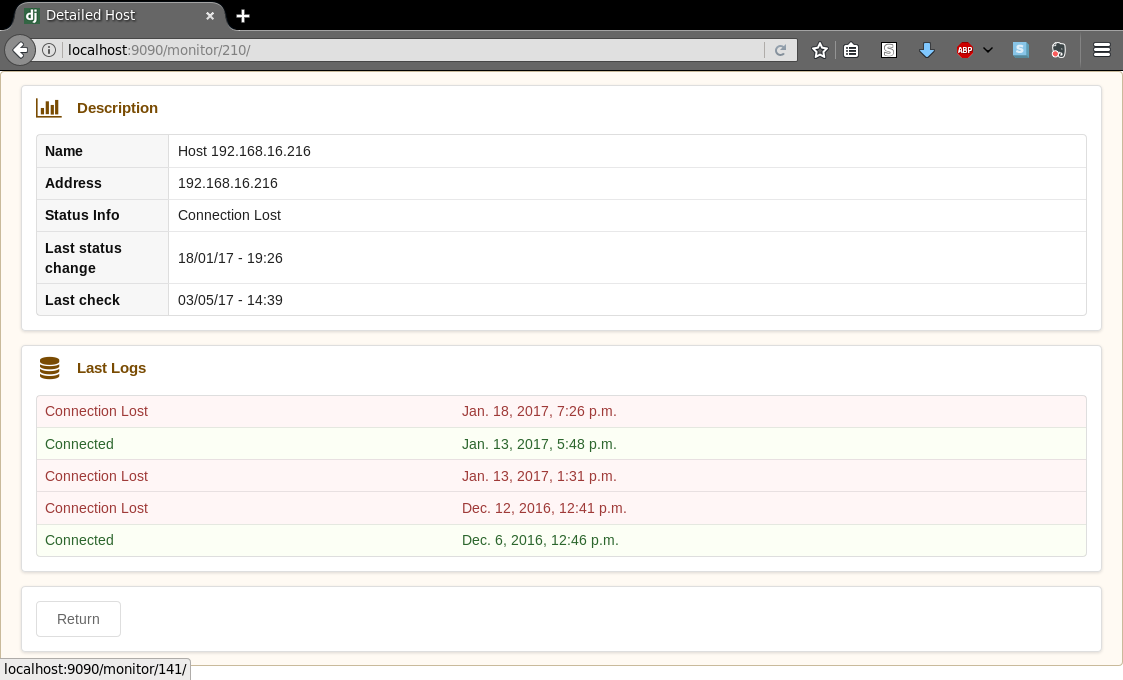 dj Detailed Host
localhost:9090/monitor/210/
S ABP S
Description
Name Host 192.168.16.216
Address 192.168.16.216
Status Info Connection Lost
Last status
change 18/01/17 - 19:26
Last check 03/05/17 - 14:39
Last Logs
Connection Lost Jan. 18, 2017, 7:26 p.m.
Connected Jan. 13, 2017, 5:48 p.m.
Connection Lost Jan. 13, 2017, 1:31 p.m.
Connection Lost Dec. 12, 2016, 12:41 p.m.
Connected Dec. 6, 2016, 12:46 p.m.
Return
localhost:9090/monitor/141/